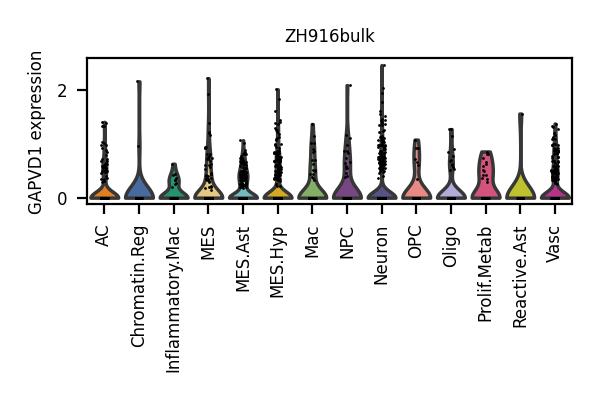 ZH916bulk
GAPVD1 expression
2
0
AC
Chromatin.Reg
Inflammatory.Mac
MES
MES.Ast
MES.Hyp
Mac
NPC
Neuron
OPC
Oligo
Prolif.Metab
Reactive.Ast
Vasc